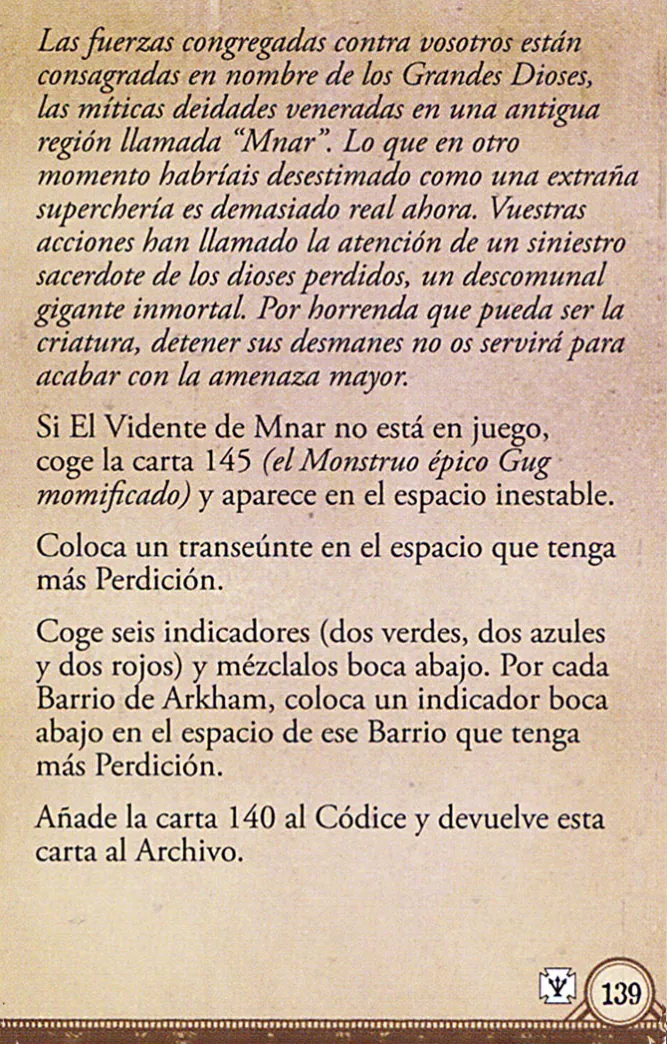 Las fuerzas congregadas contra vosotros están
consagradas en nombre de los Grandes Dioses,
las míticas deidades veneradas en una antigua
región llamada “Mnar”. Lo que en otro
momento habríais desestimado como una extraña
superchería es demasiado real ahora. Vuestras
acciones han llamado la atención de un siniestro
sacerdote de los dioses perdidos, un descomunal
gigante inmortal. Por horrenda que pueda ser la
criatura, detener sus desmanes no os servirá para
acabar con la amenaza mayor.
Si El Vidente de Mnar no está en juego,
coge la carta 145 (el Monstruo épico Gug
momificado) y aparece en el espacio inestable.
Coloca un transeúnte en el espacio que tenga
más Perdición.
Coge seis indicadores (dos verdes, dos azules
y dos rojos) y mézclalos boca abajo. Por cada
Barrio de Arkham, coloca un indicador boca
abajo en el espacio de ese Barrio que tenga
más Perdición.
Añade la carta 140 al Códice y devuelve esta
carta al Archivo.
139